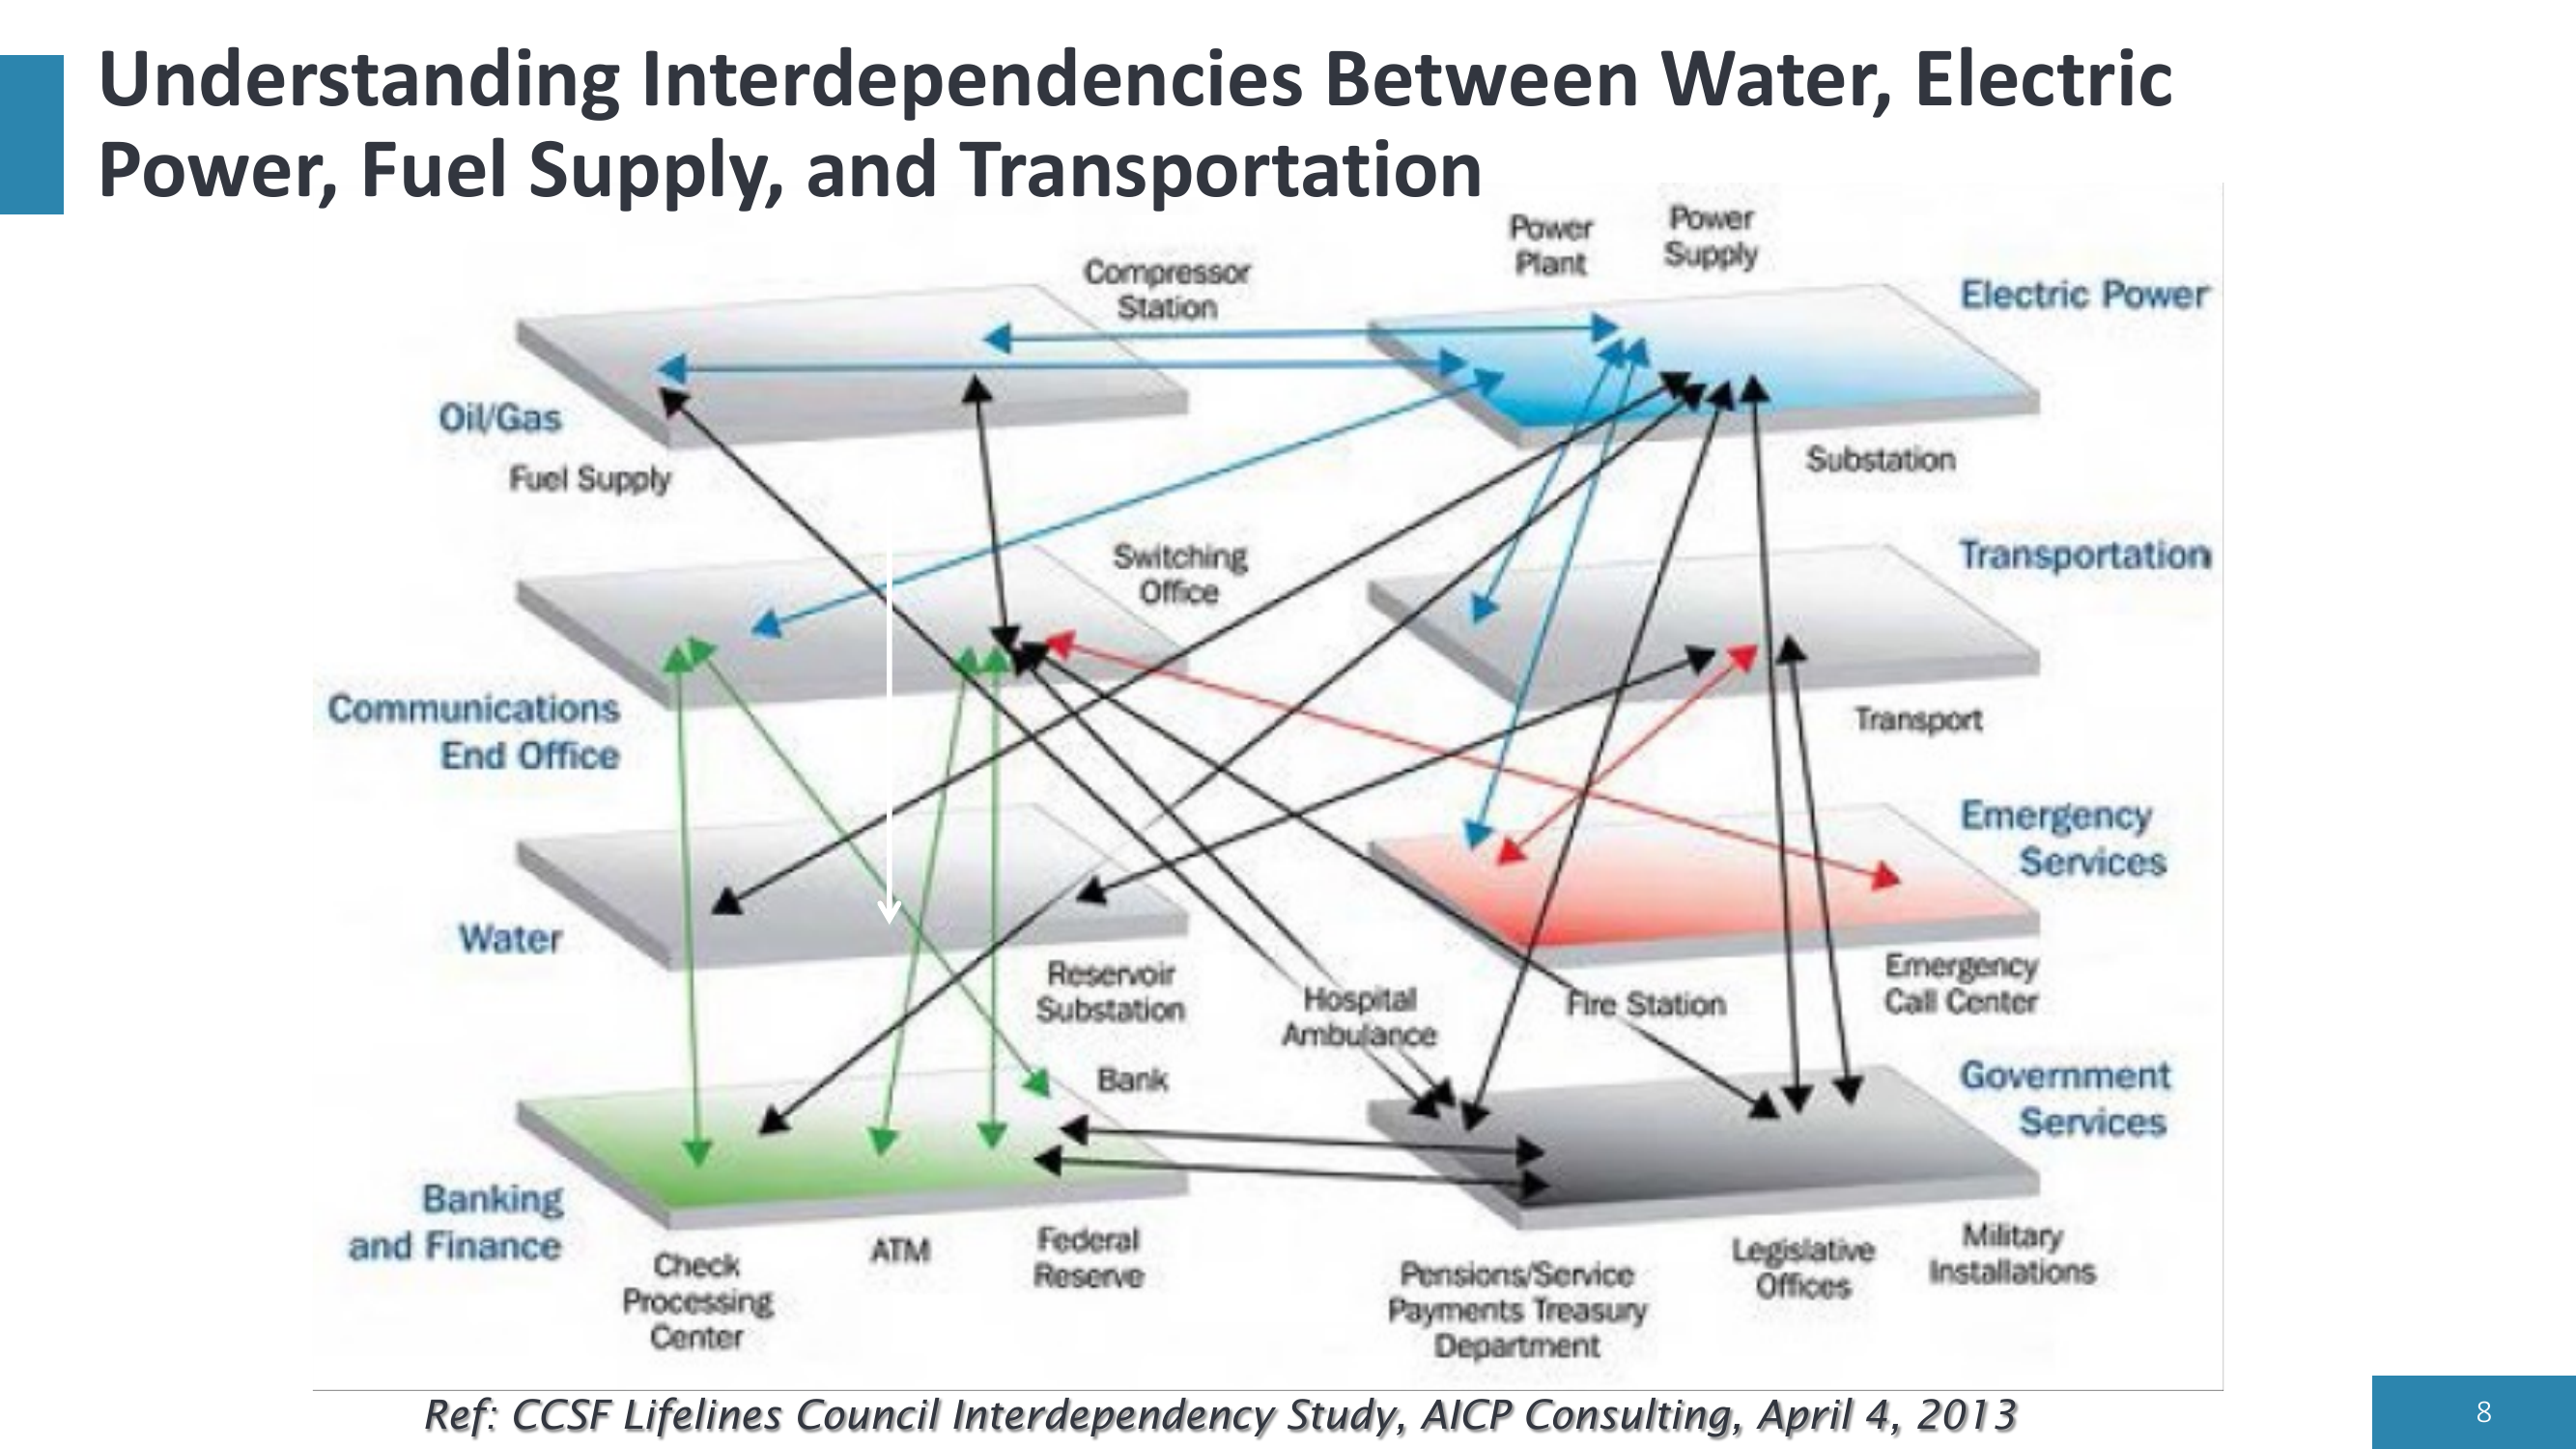 Understanding Interdependencies Between Water, Electric
Power, Fuel Supply, and Transportation
Power
Plant
Power
Supply
Compressor
Station
Electric Power
Oil/Gas
Fuel Supply
Substation
Switching
Office
Transportation
Communications
End Office
Transport
Emergency
Services
Water
Reservoir
Substation
Hospital
Ambulance
Fire Station
Emergency
Call Center
Bank
Government
Services
Banking
and Finance
Check
Processing
Center
ATM
Federal
Reserve
Pensions/Service
Payments Treasury
Department
Legislative
Offices
Military
Installations
Ref: CCSF Lifelines Council Interdependency Study, AICP Consulting, April 4, 2013
8